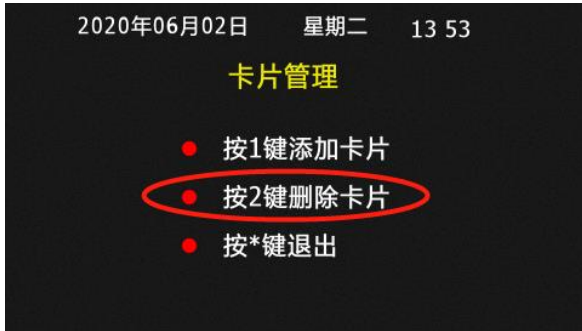 2020年06月02日 星期二 13 53
卡片管理
按1键添加卡片
按2键删除卡片
按*键退出